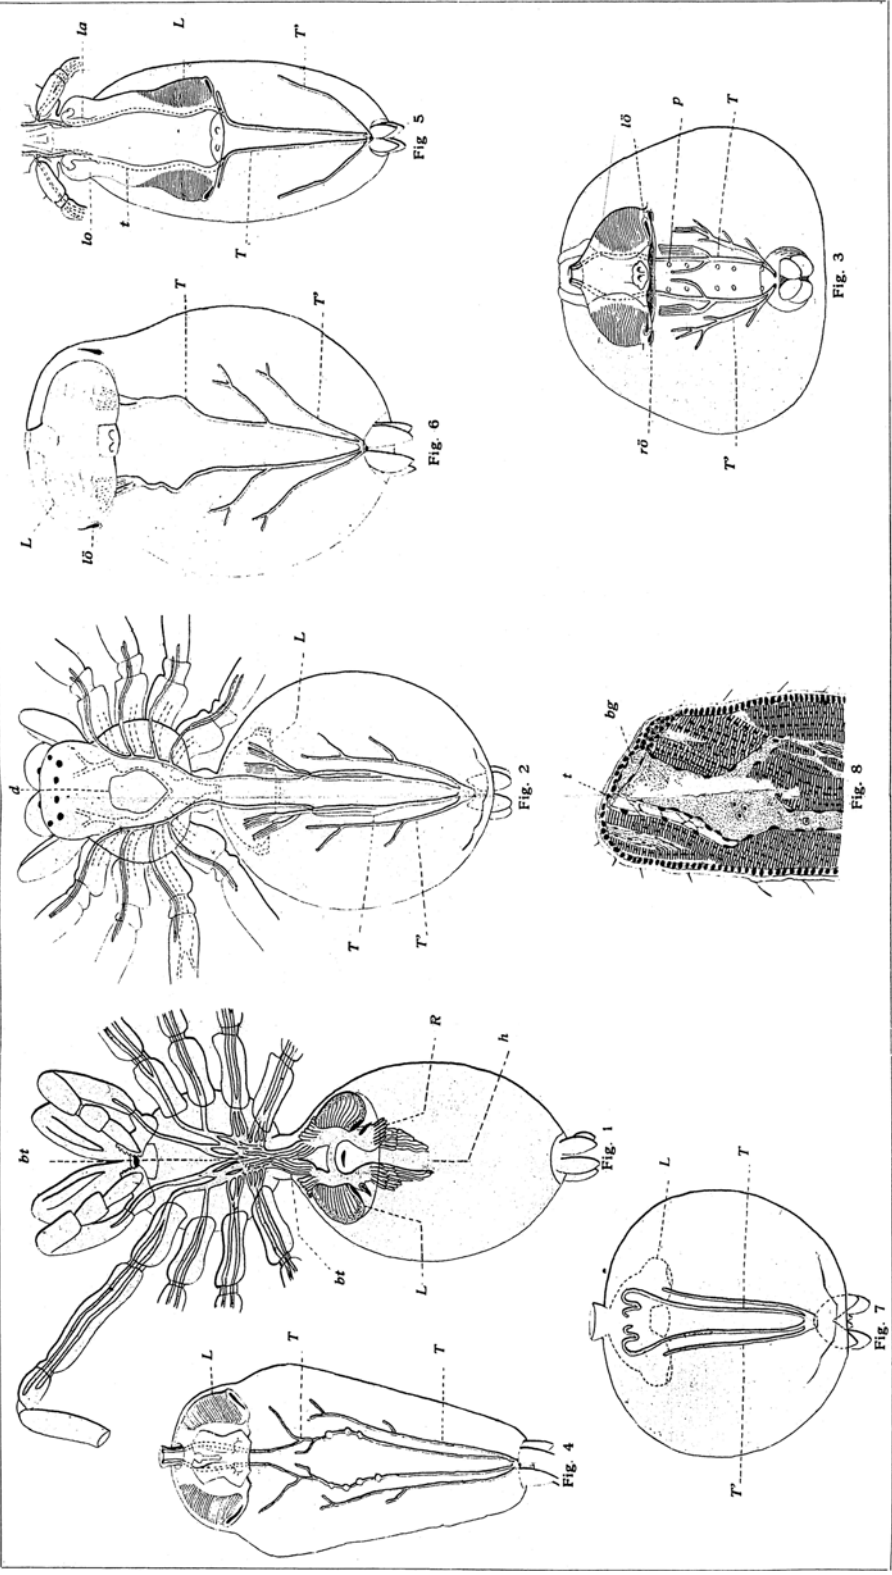 la
L
T'
lo
t
T
Fig 5
T
T'
L
lö
Fig. 6
lö
p
T
rö
T'
Fig. 3
d
L
T
T'
Fig. 2
bg
t
Fig. 8
bt
R
h
bt
L
Fig. 1
L
T
T
Fig. 4
L
T
T'
Fig. 7